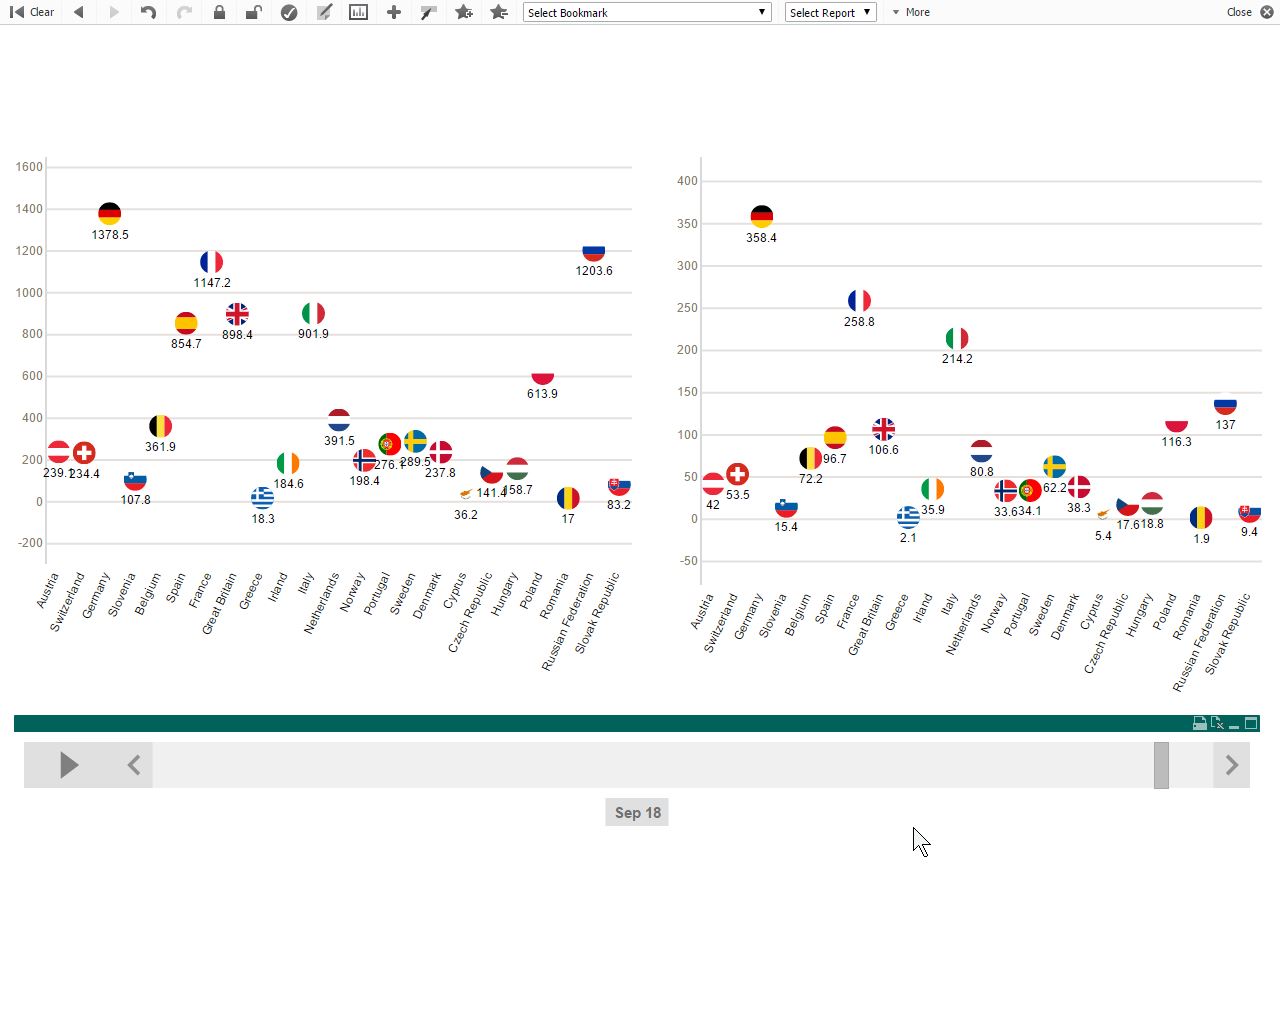 Clear
Select Bookmark
Select Report
More
Close
1600
1400
1200
1000
800
600
400
200
0
-200
239.1
234.4
1378.5
107.8
361.9
854.7
1147.2
898.4
18.3
184.6
901.9
391.5
198.4
276.1
289.5
237.8
36.2
141.4
158.7
613.9
17
1203.6
83.2
Austria
Switzerland
Germany
Slovenia
Belgium
Spain
France
Great Britain
Greece
Irland
Italy
Netherlands
Norway
Portugal
Sweden
Denmark
Cyprus
Czech Republic
Hungary
Poland
Romania
Russian Federation
Slovak Republic
400
350
300
250
200
150
100
50
0
-50
42
53.5
358.4
15.4
72.2
96.7
258.8
106.6
2.1
35.9
214.2
80.8
33.6
34.1
62.2
38.3
5.4
17.6
18.8
116.3
1.9
137
9.4
Austria
Switzerland
Germany
Slovenia
Belgium
Spain
France
Great Britain
Greece
Irland
Italy
Netherlands
Norway
Portugal
Sweden
Denmark
Cyprus
Czech Republic
Hungary
Poland
Romania
Russian Federation
Slovak Republic
Sep 18